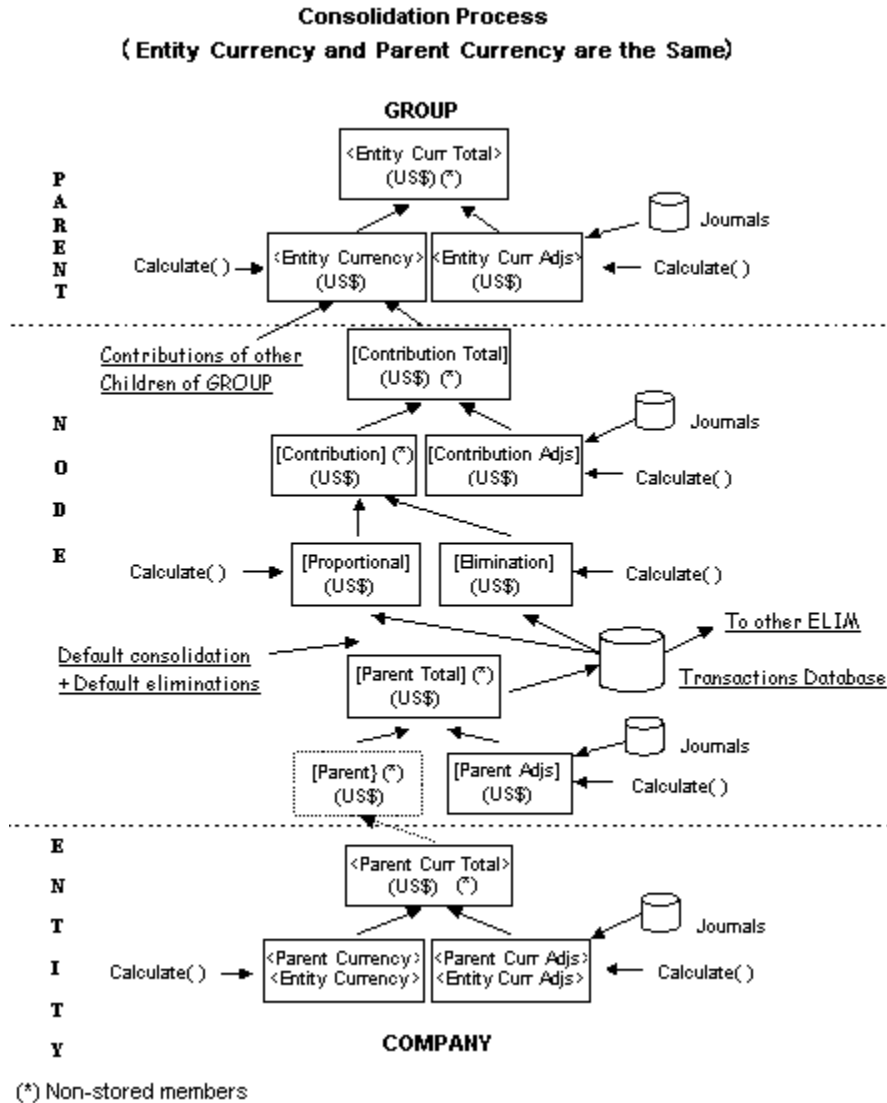 Consolidation Process
( Entity Currency and Parent Currency are the Same)
GROUP
<Entity Curr Total>
(US$) (*)
P
A
R
E
N
T
Journals
<Entity Currency>
(US$)
<Entity Curr Adjs>
(US$)
Calculate( )
Calculate( )
Contributions of other
Children of GROUP
[Contribution Total]
(US$) (*)
N
O
D
E
Journals
[Contribution] (*)
(US$)
[Contribution Adjs]
(US$)
Calculate( )
Calculate( )
[Proportional]
(US$)
[Elimination]
(US$)
Calculate( )
To other ELIM
Default consolidation
+ Default eliminations
[Parent Total] (*)
(US$)
Transactions Database
Journals
[Parent} (*)
(US$)
[Parent Adjs]
(US$)
Calculate( )
E
N
T
I
T
Y
<Parent Curr Total>
(US$) (*)
Journals
<Parent Currency>
<Entity Currency>
<Parent Curr Adjs>
<Entity Curr Adjs>
Calculate( )
Calculate( )
COMPANY
(*) Non-stored members